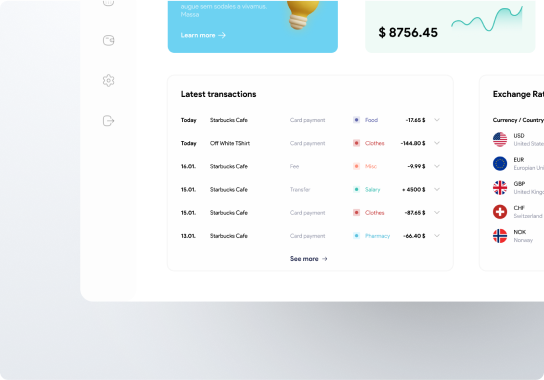 augue sem sodales a vivamus.
Massa
Learn more →
$ 8756.45
Latest transactions
Today Starbucks Cafe Card payment Food -17.65 $
Today Off White TShirt Card payment Clothes -144.80 $
16.01. Starbucks Cafe Fee Misc -9.99 $
15.01. Starbucks Cafe Transfer Salary + 4500 $
15.01. Starbucks Cafe Card payment Clothes -87.65 $
13.01. Starbucks Cafe Card payment Pharmacy -66.40 $
See more →
Exchange Rat
Currency / Country
USD
United State
EUR
Europian Uni
GBP
United Kingd
CHF
Switzerland
NOK
Norway